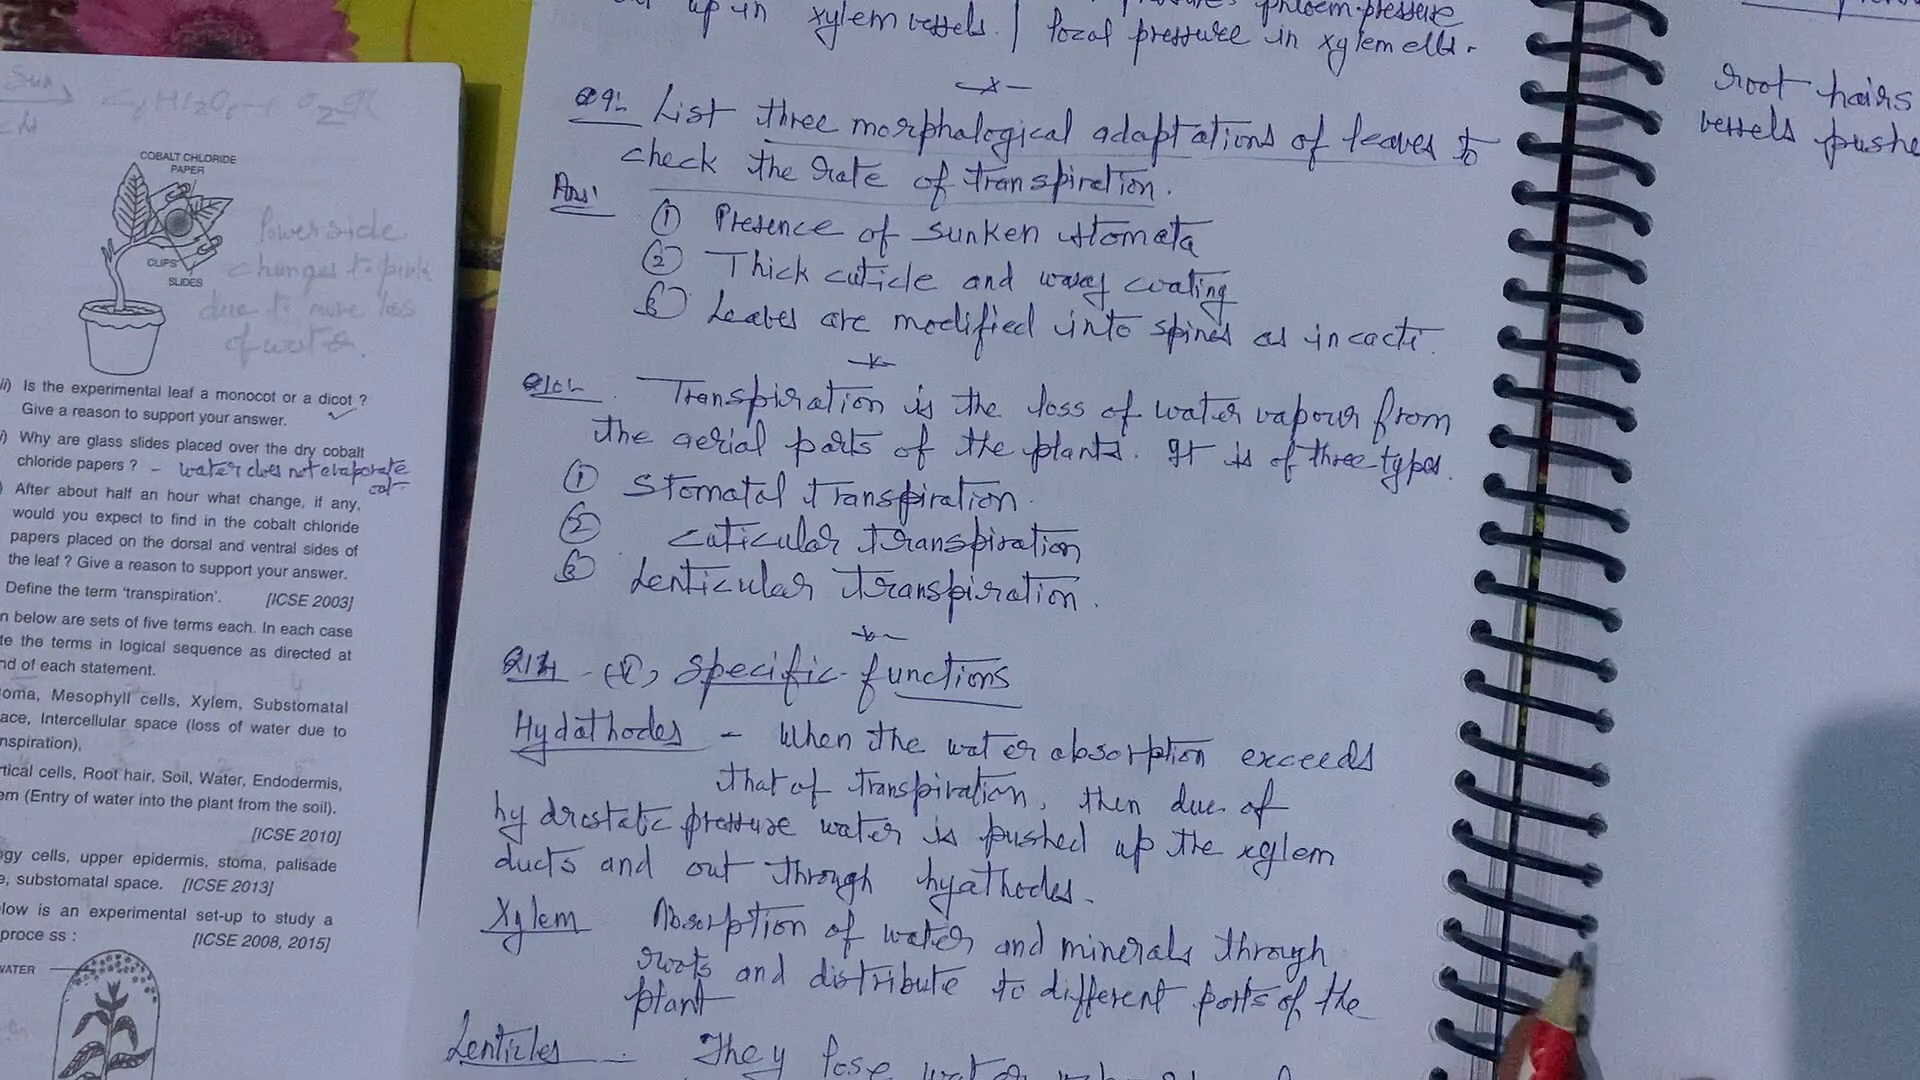 up in xylem vessels. | focal pressure in xylem ells.
phloem pressure
Q9L List three morphological adaptations of leaves to
check the rate of transpiration.
Ans:
① Presence of sunken stomata
② Thick cuticle and waxy coating
③ Leaves are modified into spines as in cacti.
Q10L Transpiration is the loss of water vapour from
the aerial parts of the plants. It is of three types.
① Stomatal transpiration.
② cuticular transpiration
③ Lenticular transpiration.
Specific functions
Hydathodes - When the water absorption exceeds
that of transpiration, then due of
hydrostatic pressure water is pushed up the xylem
ducts and out through hyathodes.
Xylem Absorption of water and minerals through
roots and distribute to different parts of the
plant
Lenticles - They lose water
root hairs
vessels pushe
Sun
COBALT CHLORIDE
PAPER
CLIPS
SLIDES
side
changes to pink
due to more loss
of water.
ii) Is the experimental leaf a monocot or a dicot ?
Give a reason to support your answer.
) Why are glass slides placed over the dry cobalt
chloride papers ? - water does not evaporate
) After about half an hour what change, if any,
would you expect to find in the cobalt chloride
papers placed on the dorsal and ventral sides of
the leaf ? Give a reason to support your answer.
Define the term 'transpiration'. [ICSE 2003]
n below are sets of five terms each. In each case
te the terms in logical sequence as directed at
nd of each statement.
oma, Mesophyll cells, Xylem, Substomatal
ace, Intercellular space (loss of water due to
nspiration),
rtical cells, Root hair, Soil, Water, Endodermis,
em (Entry of water into the plant from the soil).
[ICSE 2010]
gy cells, upper epidermis, stoma, palisade
e, substomatal space. [ICSE 2013]
low is an experimental set-up to study a
proce ss : [ICSE 2008, 2015]
WATER